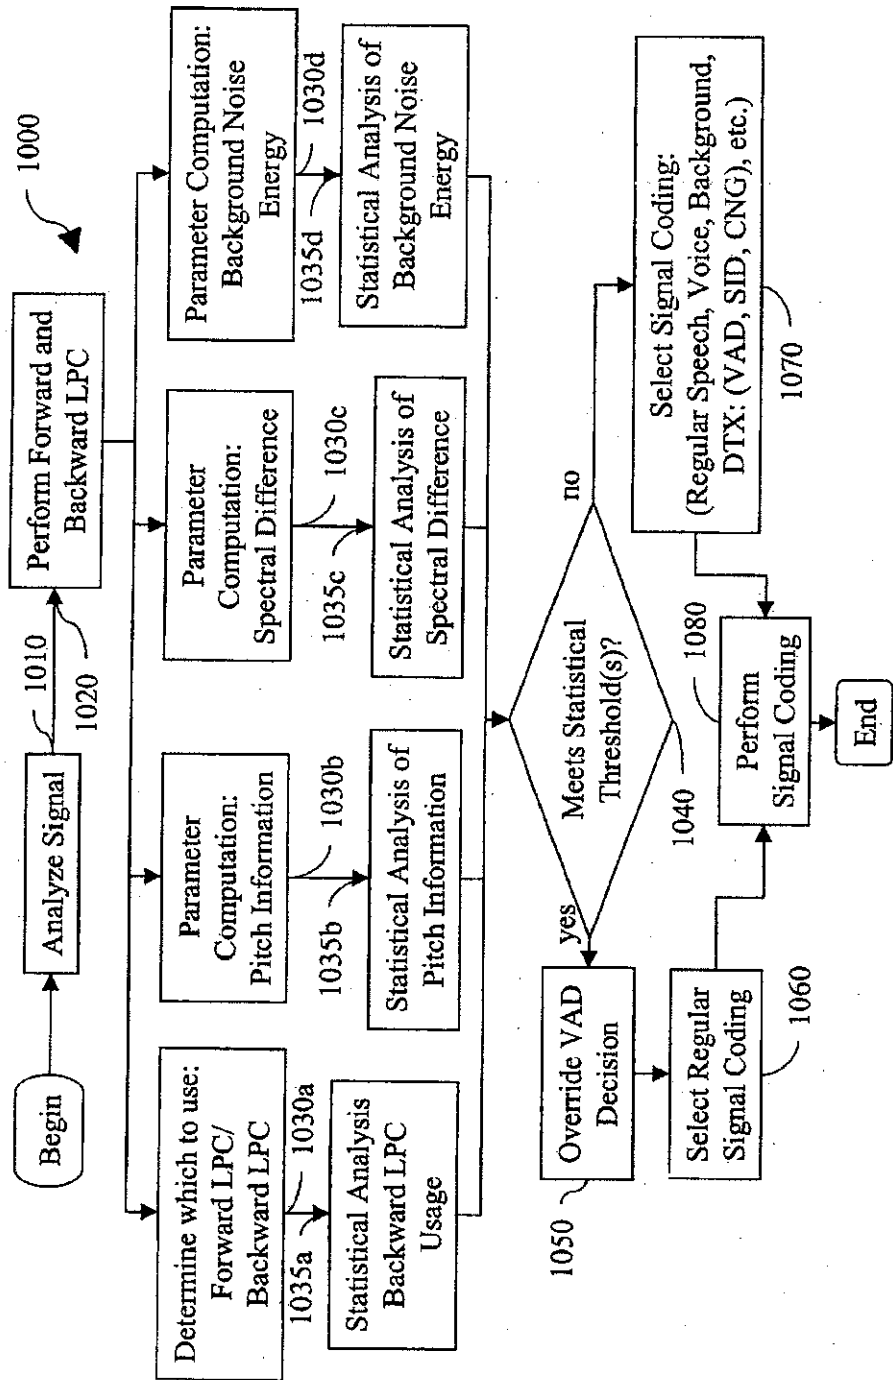 1000
Begin
Analyze Signal
1010
1020
Perform Forward and
Backward LPC
Determine which to use:
Forward LPC/
Backward LPC
1030a
1035a
Statistical Analysis
Backward LPC
Usage
Parameter
Computation:
Pitch Information
1030b
1035b
Statistical Analysis of
Pitch Information
Parameter
Computation:
Spectral Difference
1030c
1035c
Statistical Analysis of
Spectral Difference
Parameter Computation:
Background Noise
Energy
1030d
1035d
Statistical Analysis of
Background Noise
Energy
Meets Statistical
Threshold(s)?
1040
yes
no
Override VAD
Decision
1050
Select Regular
Signal Coding
1060
Select Signal Coding:
(Regular Speech, Voice, Background,
DTX: (VAD, SID, CNG), etc.)
1070
1080
Perform
Signal Coding
End